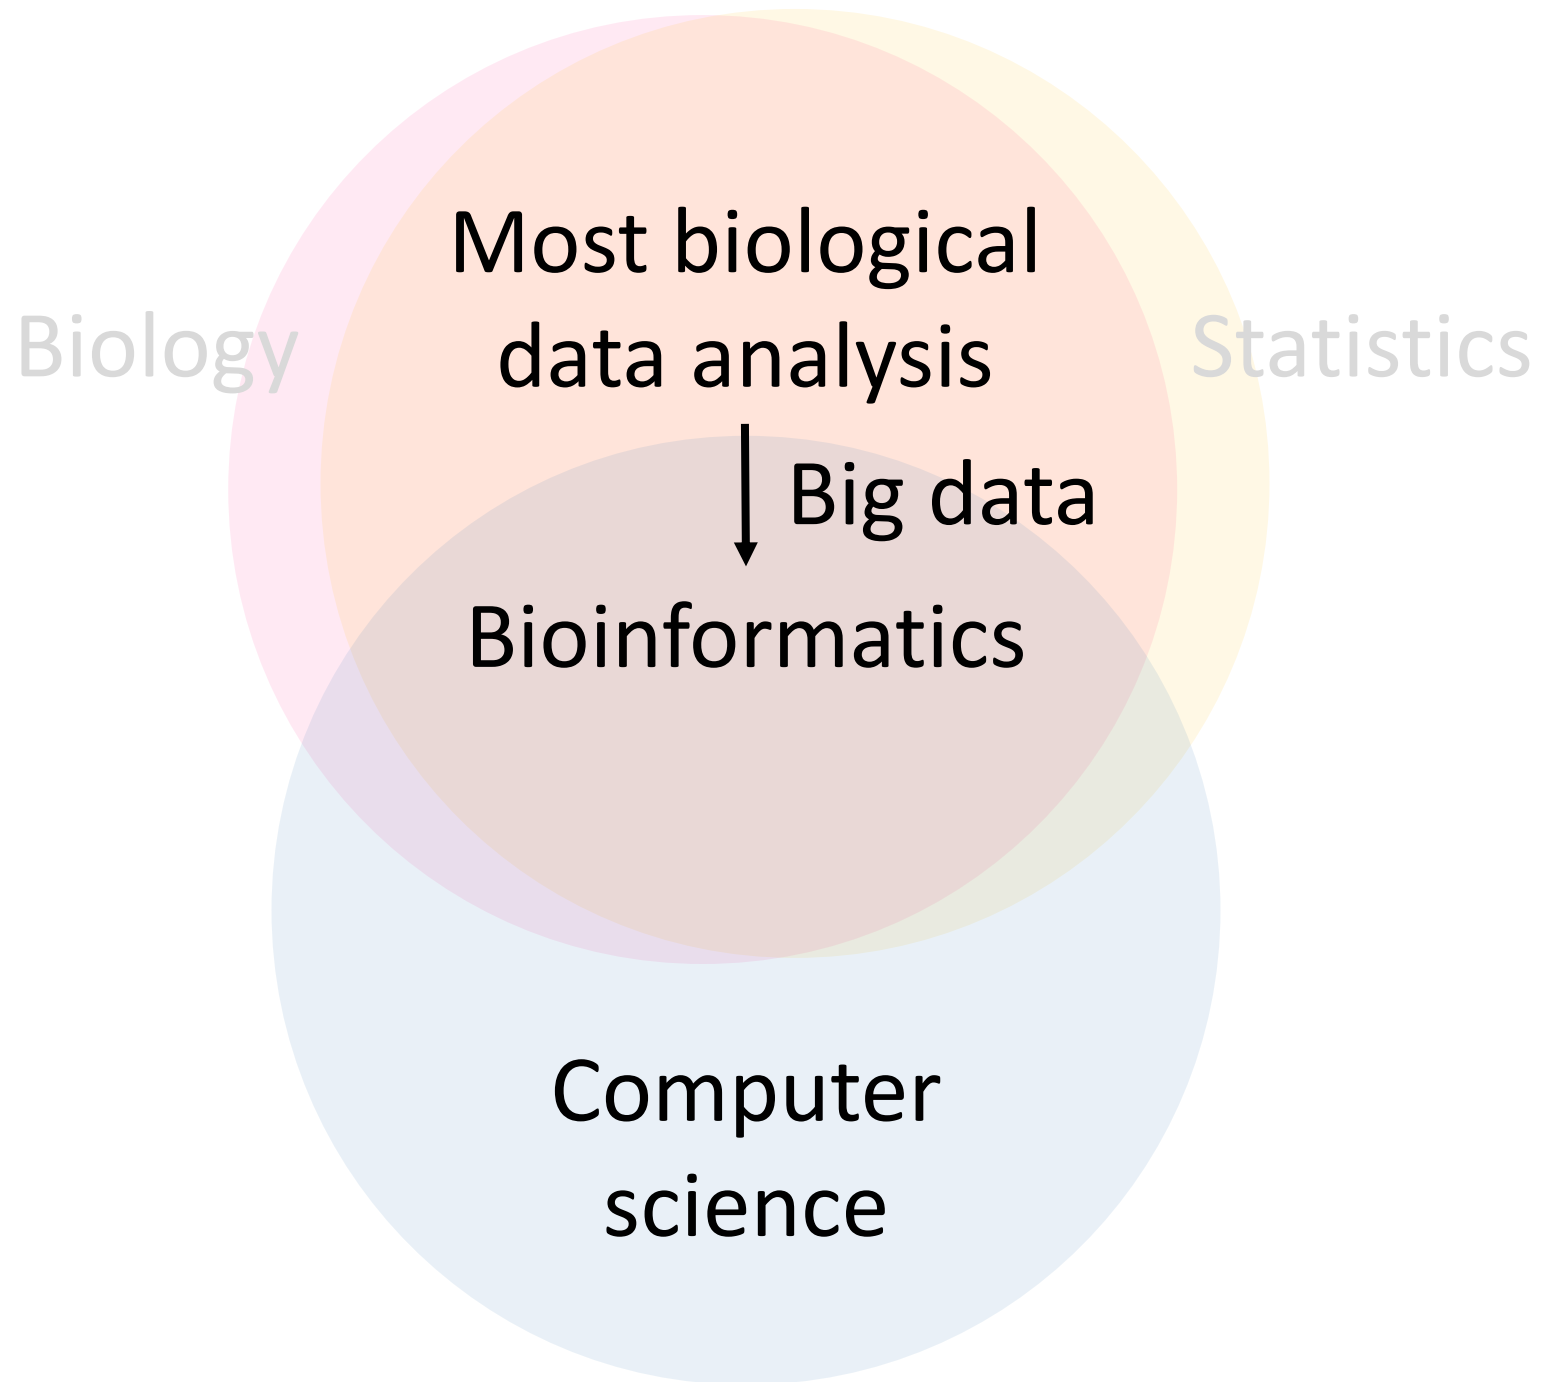 Most biological
data analysis
Biology
Statistics
Big data
Bioinformatics
Computer
science